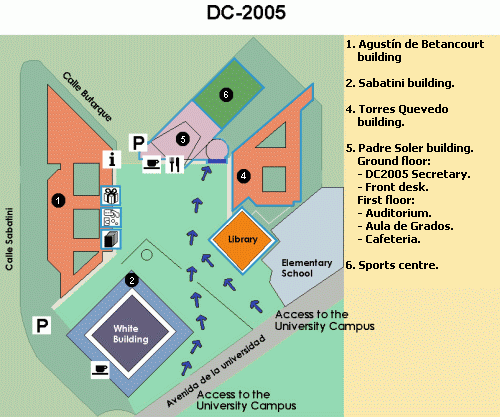 DC-2005
Calle Butarque
Calle Sabatini
P
i
1
2
4
5
6
Library
Elementary
School
White
Building
P
Avenida de la universidad
Access to the
University Campus
Access to the
University Campus
1. Agustín de Betancourt
building
2. Sabatini building.
4. Torres Quevedo
building.
5. Padre Soler building.
Ground floor:
- DC2005 Secretary.
- Front desk.
First floor:
- Auditorium.
- Aula de Grados.
- Cafeteria.
6. Sports centre.